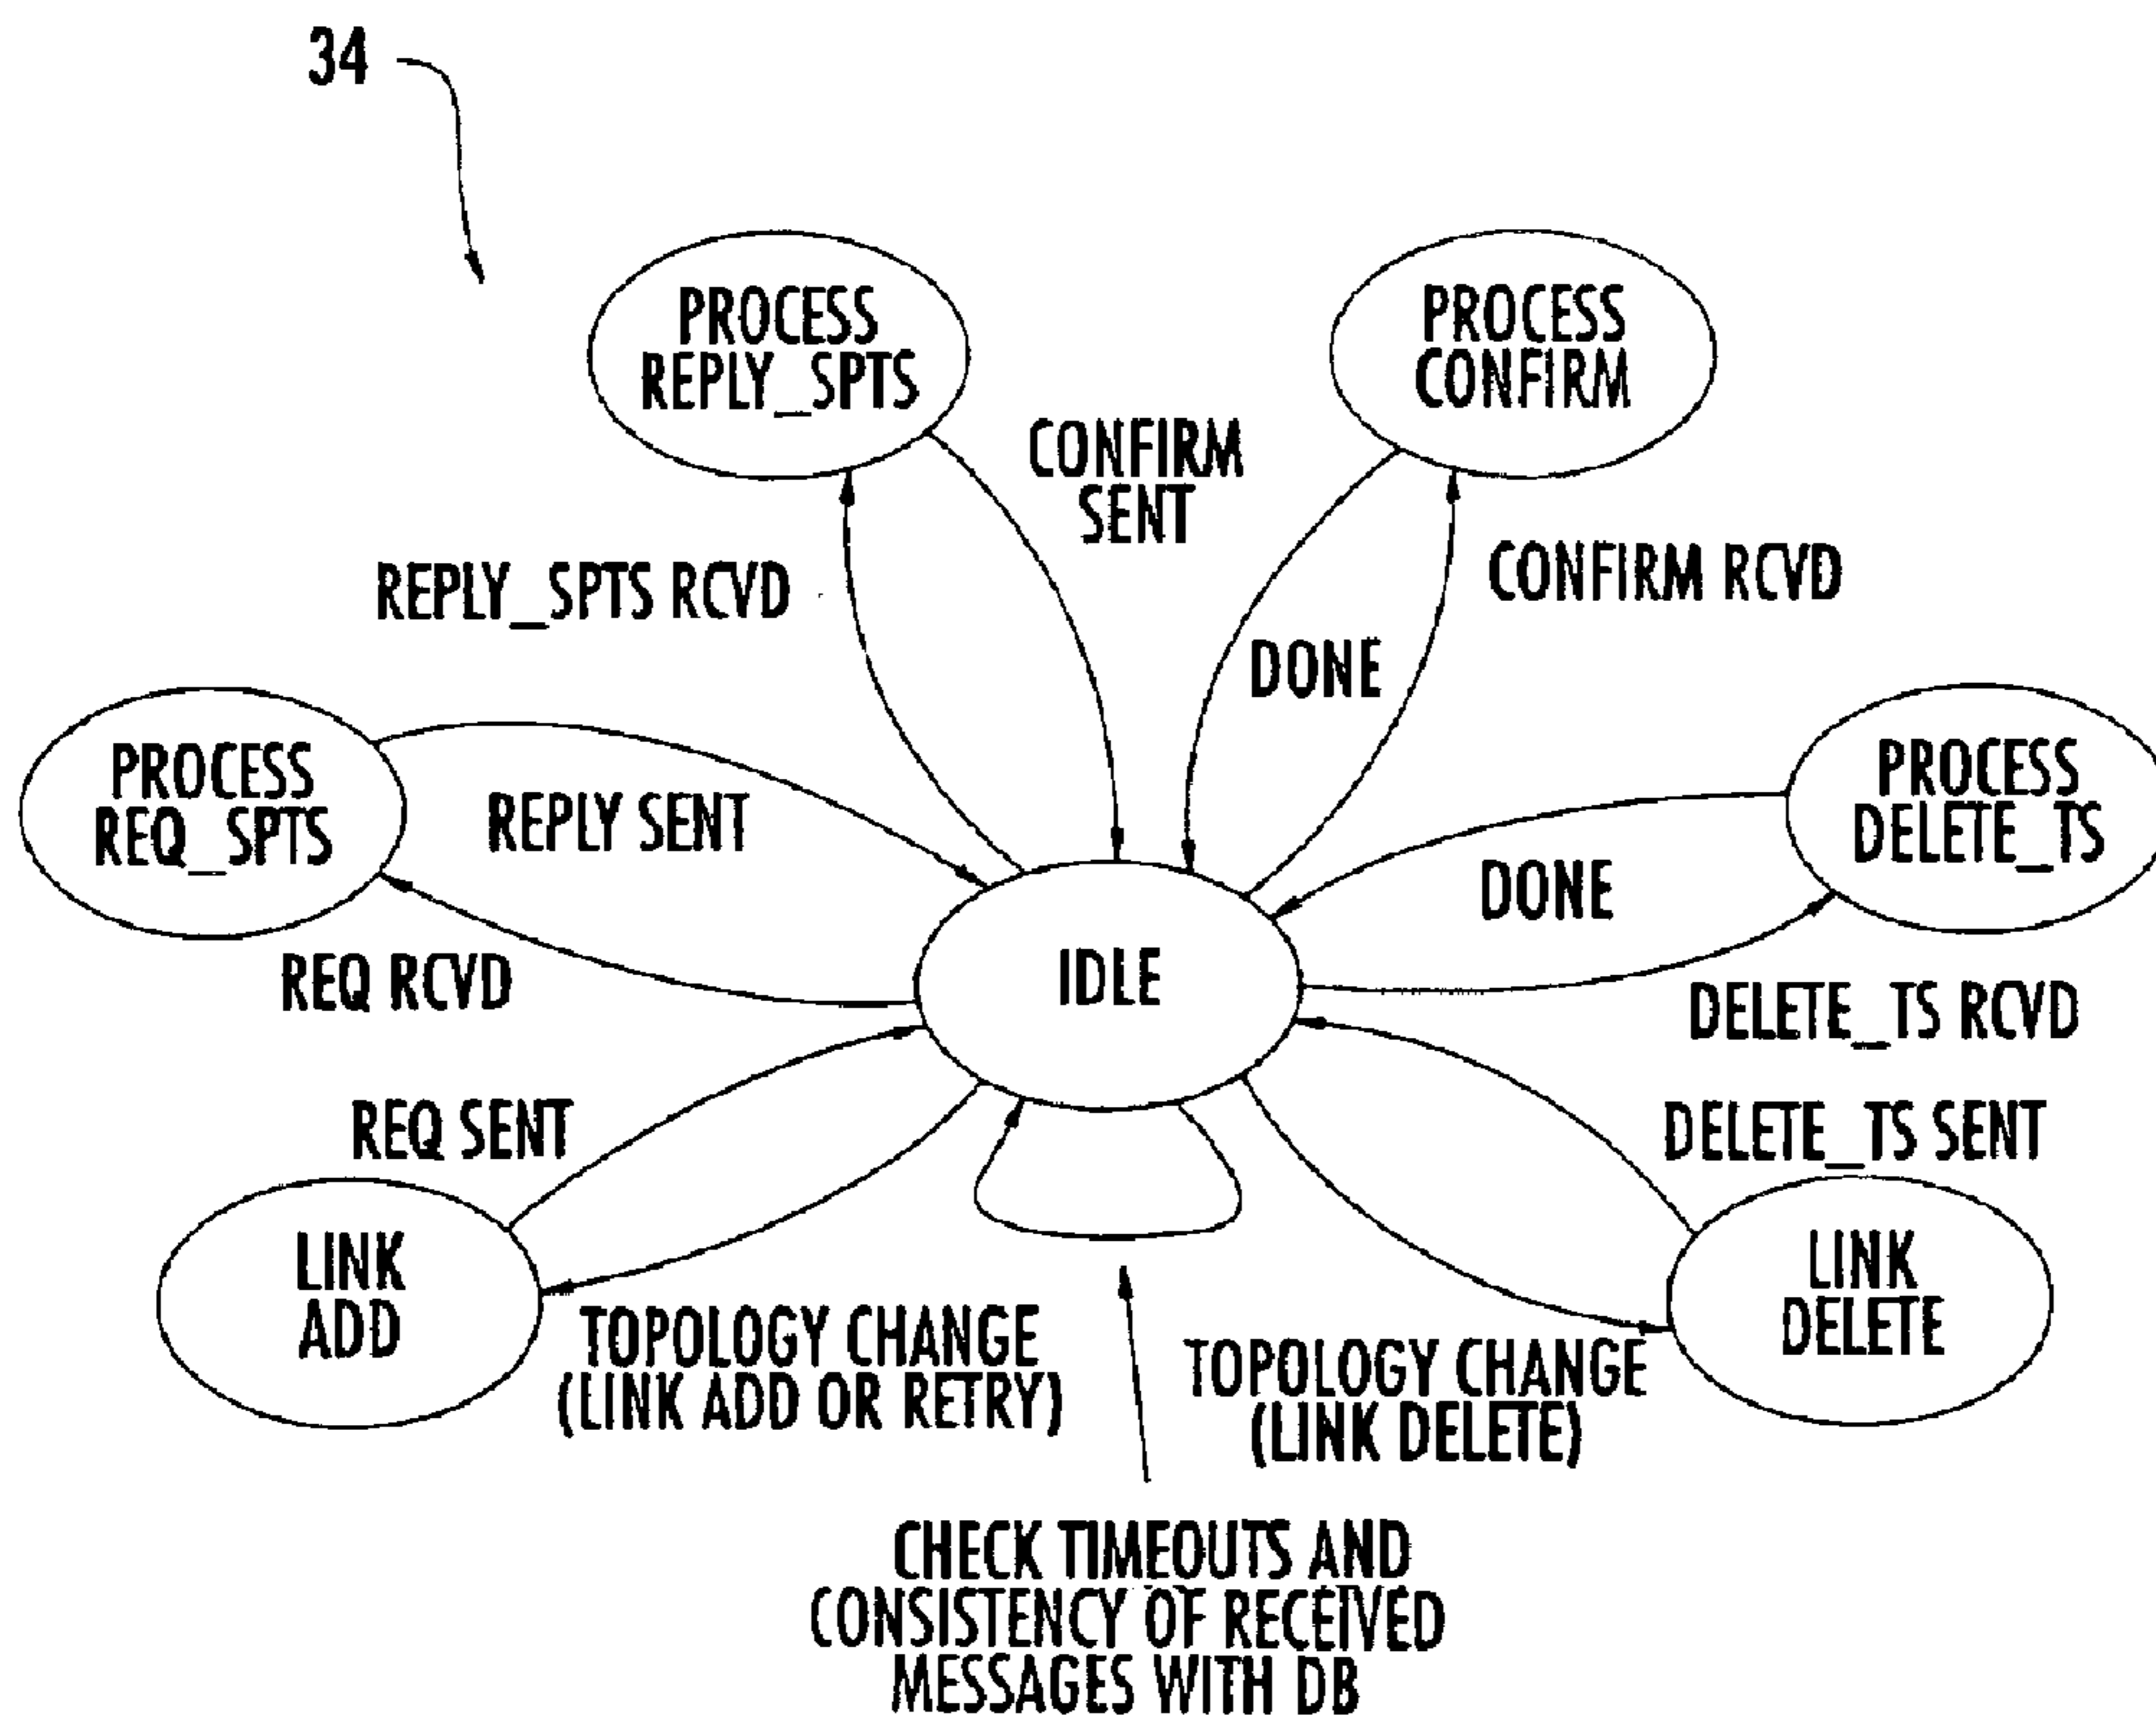 34
PROCESS
REPLY_SPTS
PROCESS
CONFIRM
CONFIRM
SENT
REPLY_SPTS RCVD
CONFIRM RCVD
DONE
PROCESS
REQ_SPTS
REPLY SENT
PROCESS
DELETE_TS
DONE
REQ RCVD
IDLE
DELETE_TS RCVD
REQ SENT
DELETE_TS SENT
LINK
ADD
LINK
DELETE
TOPOLOGY CHANGE
(LINK ADD OR RETRY)
TOPOLOGY CHANGE
(LINK DELETE)
CHECK TIMEOUTS AND
CONSISTENCY OF RECEIVED
MESSAGES WITH DB